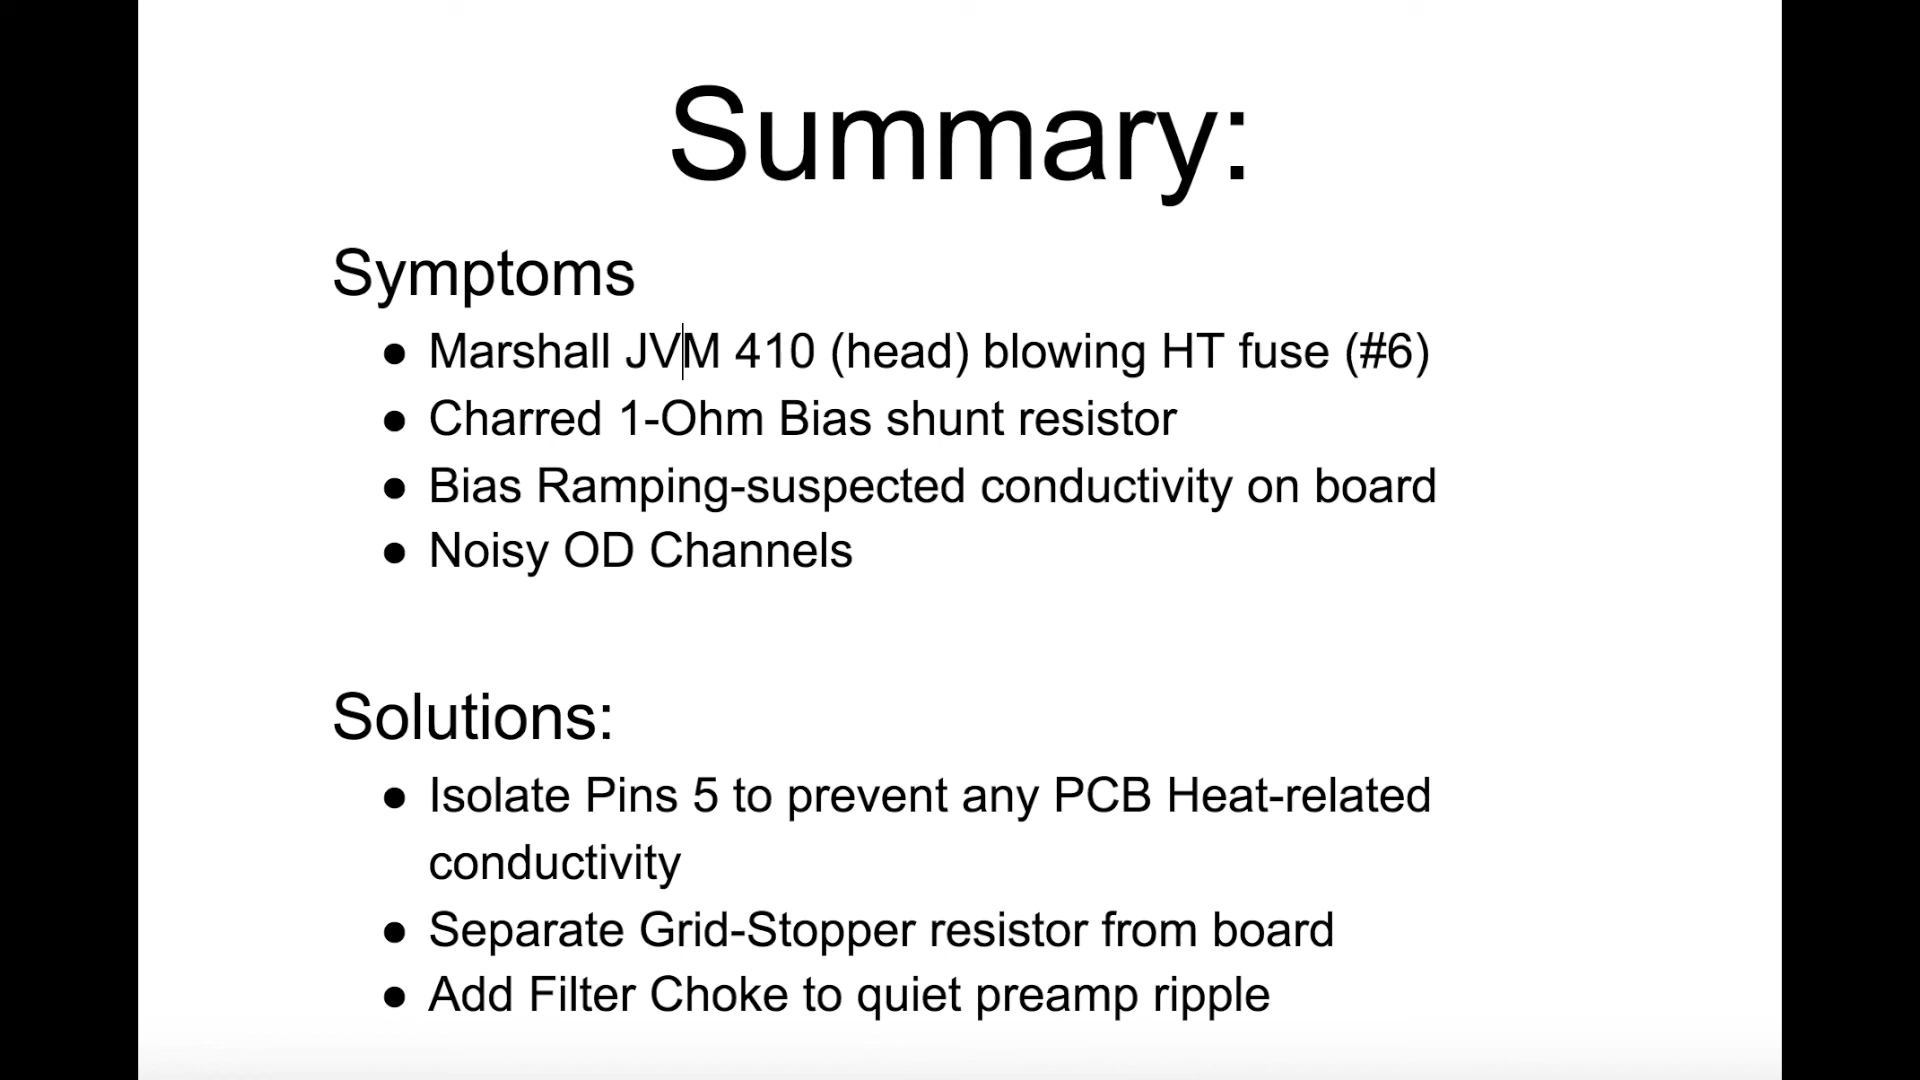 Summary:
Symptoms
● Marshall JVM 410 (head) blowing HT fuse (#6)
● Charred 1-Ohm Bias shunt resistor
● Bias Ramping-suspected conductivity on board
● Noisy OD Channels
Solutions:
● Isolate Pins 5 to prevent any PCB Heat-related
conductivity
● Separate Grid-Stopper resistor from board
● Add Filter Choke to quiet preamp ripple